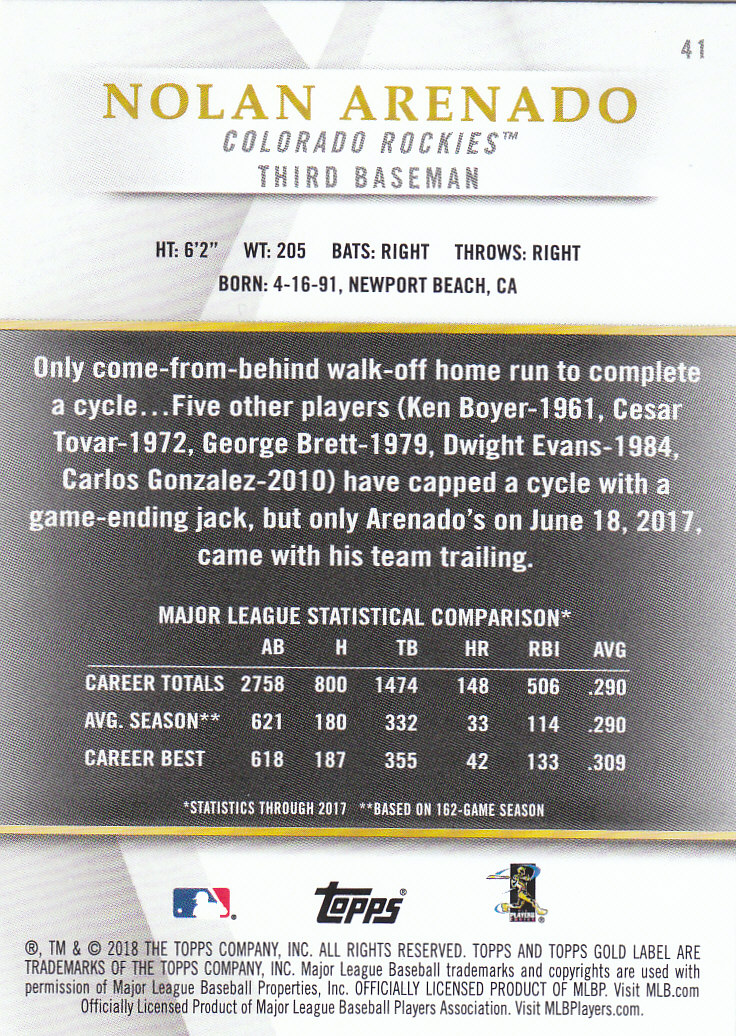 41
NOLAN ARENADO
COLORADO ROCKIES™
THIRD BASEMAN
HT: 6'2" WT: 205 BATS: RIGHT THROWS: RIGHT
BORN: 4-16-91, NEWPORT BEACH, CA
Only come-from-behind walk-off home run to complete
a cycle...Five other players (Ken Boyer-1961, Cesar
Tovar-1972, George Brett-1979, Dwight Evans-1984,
Carlos Gonzalez-2010) have capped a cycle with a
game-ending jack, but only Arenado's on June 18, 2017,
came with his team trailing.
MAJOR LEAGUE STATISTICAL COMPARISON*
AB H TB HR RBI AVG
CAREER TOTALS 2758 800 1474 148 506 .290
AVG. SEASON** 621 180 332 33 114 .290
CAREER BEST 618 187 355 42 133 .309
*STATISTICS THROUGH 2017 **BASED ON 162-GAME SEASON
Topps®
PLAYERS
®, TM & © 2018 THE TOPPS COMPANY, INC. ALL RIGHTS RESERVED. TOPPS AND TOPPS GOLD LABEL ARE
TRADEMARKS OF THE TOPPS COMPANY, INC. Major League Baseball trademarks and copyrights are used with
permission of Major League Baseball Properties, Inc. OFFICIALLY LICENSED PRODUCT OF MLBP. Visit MLB.com
Officially Licensed Product of Major League Baseball Players Association. Visit MLBPlayers.com.